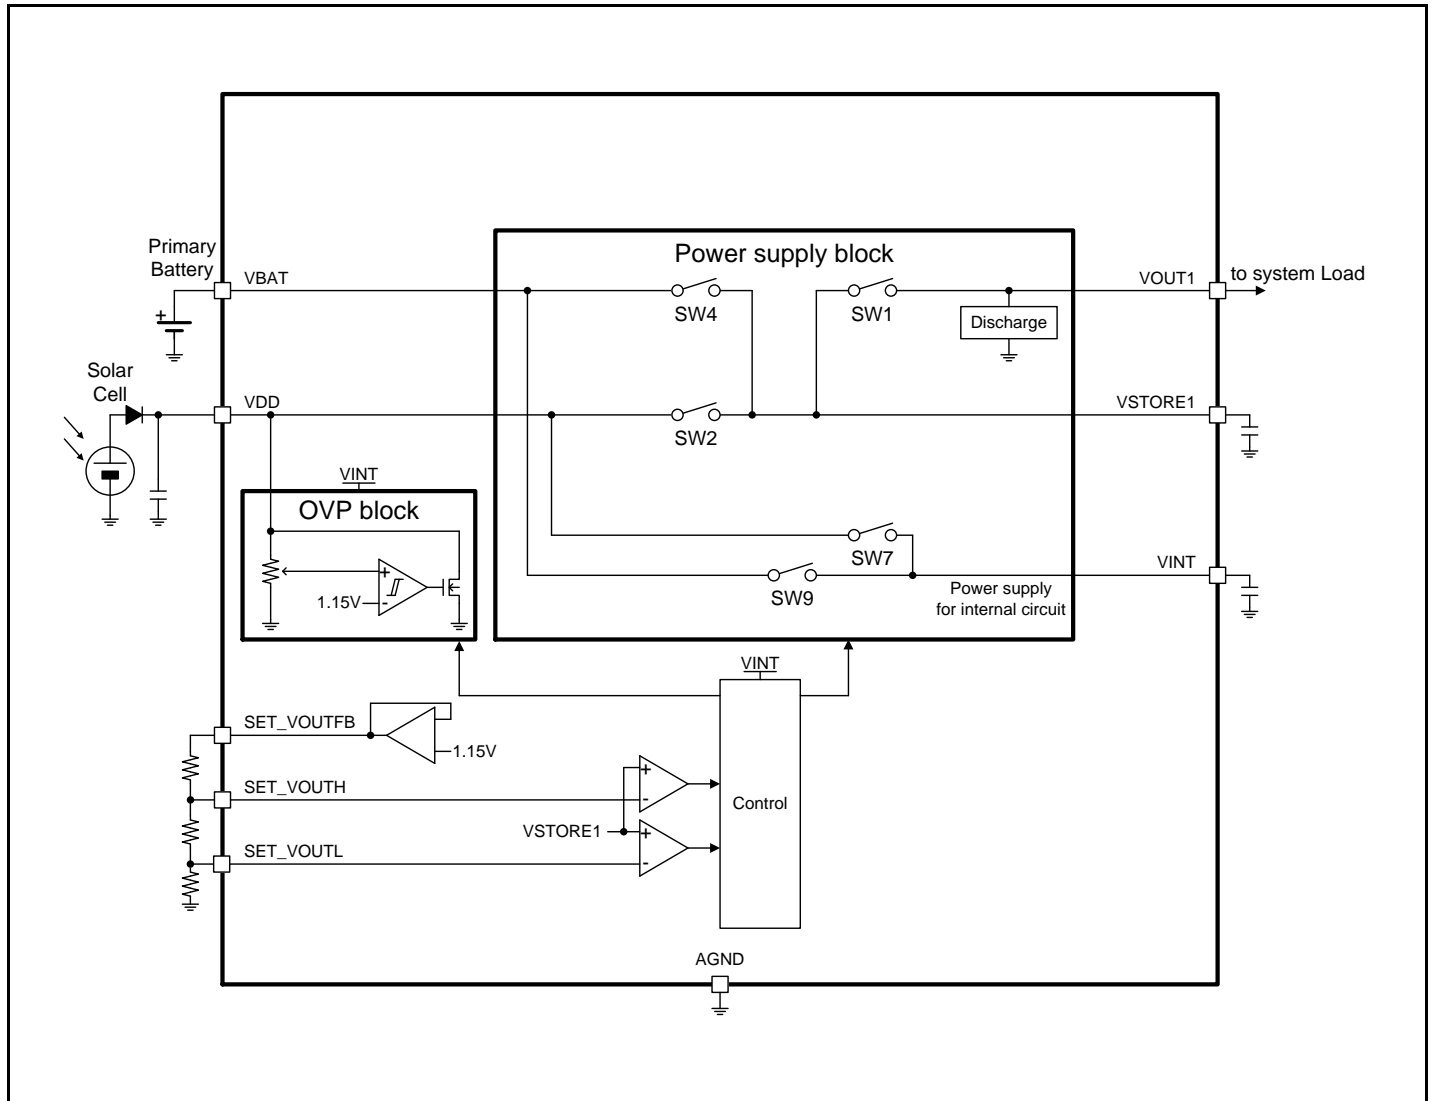 Power supply block
Primary
Battery
VBAT
SW4
SW1
VOUT1
to system Load
+
Discharge
Solar
Cell
VDD
SW2
VSTORE1
VINT
OVP block
+
1.15V
-
SW7
SW9
VINT
Power supply
for internal circuit
VINT
SET_VOUTFB
1.15V
SET_VOUTH
+
-
Control
VSTORE1
+
SET_VOUTL
-
AGND